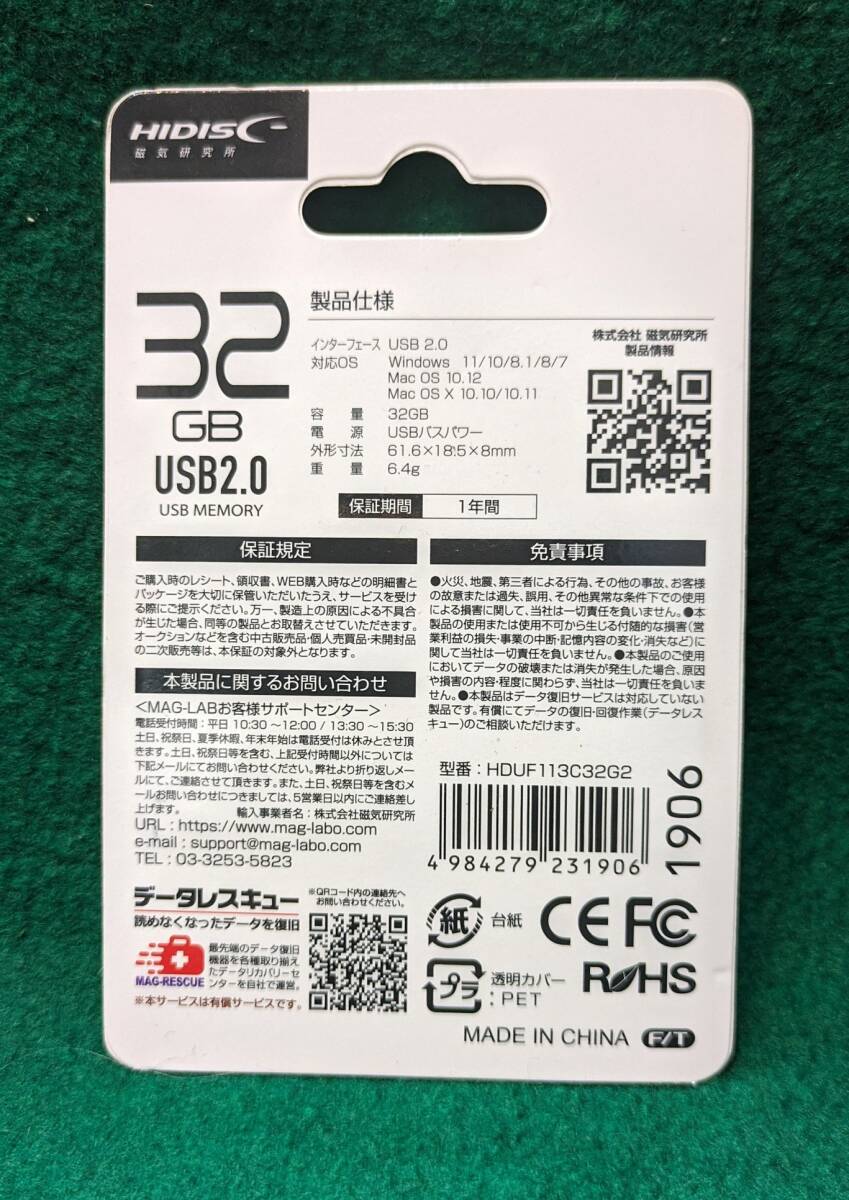 HIDISC
磁気研究所
32
GB
USB2.0
USB MEMORY
製品仕様
インターフェース USB 2.0
対応OS Windows 11/10/8.1/8/7
Mac OS 10.12
Mac OS X 10.10/10.11
容量 32GB
電源 USBバスパワー
外形寸法 61.6×18.5×8mm
重量 6.4g
保証期間 1年間
株式会社 磁気研究所
製品情報
保証規定
ご購入時のレシート、領収書、WEB購入時などの明細書と
パッケージを大切に保管いただいたうえ、サービスを受け
る際にご提示ください。万一、製造上の原因による不具合
が生じた場合、同等の製品とお取替えさせていただきます。
オークションなどを含む中古販売品・個人売買品・未開封品
の二次販売等は、本保証の対象外となります。
本製品に関するお問い合わせ
<MAG-LABお客様サポートセンター>
電話受付時間:平日 10:30~12:00 / 13:30~15:30
土日、祝祭日、夏季休暇、年末年始は電話受付は休みとさせて頂
きます。土日、祝祭日等を含む、上記受付時間以外については
下記メールにてお問い合わせください。弊社より折り返しメー
ルにて、ご連絡させて頂きます。また、土日、祝祭日等を含むメ
ールお問い合わせにつきましては、5営業日以内にご連絡差し
上げます。 輸入事業者名:株式会社磁気研究所
URL:https://www.mag-labo.com
e-mail:support@mag-labo.com
TEL:03-3253-5823
免責事項
●火災、地震、第三者による行為、その他の事故、お客様
の故意または過失、誤用、その他異常な条件下での使用
による損害に関して、当社は一切責任を負いません。●本
製品の使用または使用不可から生じる付随的な損害(営
業利益の損失・事業の中断・記憶内容の変化・消失など)に
関して当社は一切責任を負いません。●本製品のご使用
においてデータの破壊または消失が発生した場合、原因
や損害の内容・程度に関わらず、当社は一切責任を負いま
せん。●本製品はデータ復旧サービスは対応していない
製品です。有償にてデータの復旧・回復作業(データレス
キュー)のご相談いただけます。
型番:HDUF113C32G2
4 984279 231906
1906
データレスキュー
読めなくなったデータを復旧
MAG-RESCUE
最先端のデータ復旧
機器を各種取り揃え
たデータリカバリーセ
ンターを自社で運営。
※本サービスは有償サービスです。
※QRコード内の連絡先へ
お問い合わせください。
紙 台紙
プラ 透明カバー
:PET
CE FC
RoHS
MADE IN CHINA F/T